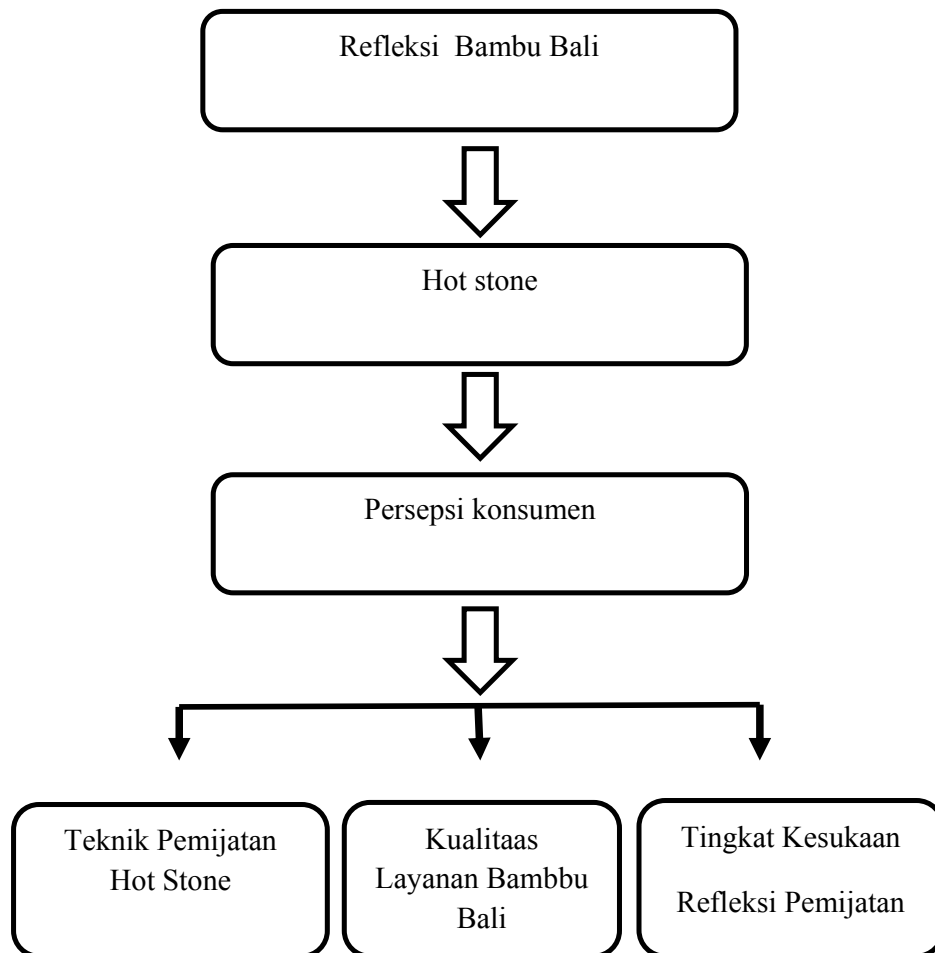 Refleksi  Bambu Bali
Hot stone
Persepsi konsumen
Teknik Pemijatan
Hot Stone
Kualitaas
Layanan Bambbu
Bali
Tingkat Kesukaan
Refleksi Pemijatan